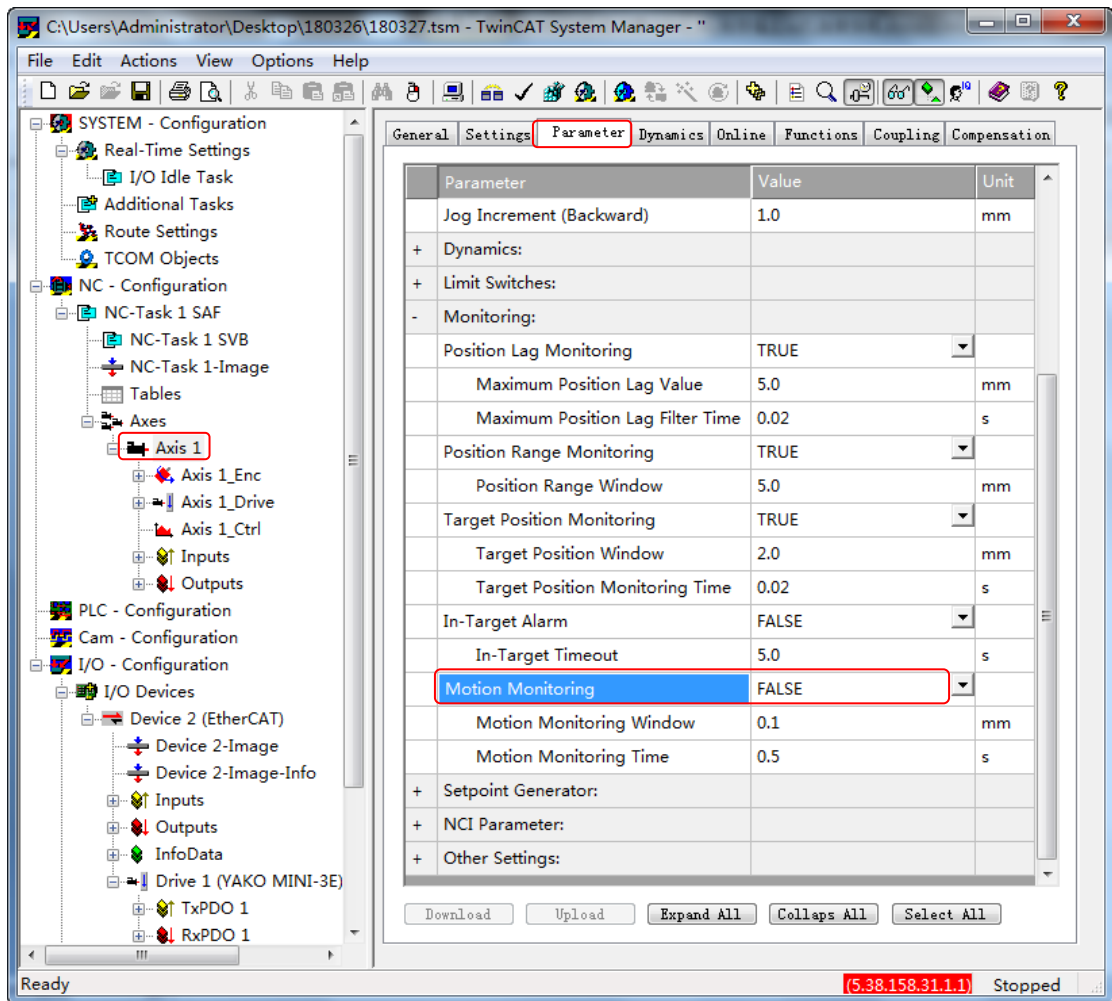 C:\Users\Administrator\Desktop\180326\180327.tsm - TwinCAT System Manager - ''
File Edit Actions View Options Help
SYSTEM - Configuration
Real-Time Settings
I/O Idle Task
Additional Tasks
Route Settings
TCOM Objects
NC - Configuration
NC-Task 1 SAF
NC-Task 1 SVB
NC-Task 1-Image
Tables
Axes
Axis 1
Axis 1_Enc
Axis 1_Drive
Axis 1_Ctrl
Inputs
Outputs
PLC - Configuration
Cam - Configuration
I/O - Configuration
I/O Devices
Device 2 (EtherCAT)
Device 2-Image
Device 2-Image-Info
Inputs
Outputs
InfoData
Drive 1 (YAKO MINI-3E)
TxPDO 1
RxPDO 1
General Settings Parameter Dynamics Online Functions Coupling Compensation
Parameter Value Unit
Jog Increment (Backward) 1.0 mm
+ Dynamics:
+ Limit Switches:
- Monitoring:
Position Lag Monitoring TRUE
Maximum Position Lag Value 5.0 mm
Maximum Position Lag Filter Time 0.02 s
Position Range Monitoring TRUE
Position Range Window 5.0 mm
Target Position Monitoring TRUE
Target Position Window 2.0 mm
Target Position Monitoring Time 0.02 s
In-Target Alarm FALSE
In-Target Timeout 5.0 s
Motion Monitoring FALSE
Motion Monitoring Window 0.1 mm
Motion Monitoring Time 0.5 s
+ Setpoint Generator:
+ NCI Parameter:
+ Other Settings:
Download Upload Expand All Collaps All Select All
Ready (5.38.158.31.1.1) Stopped